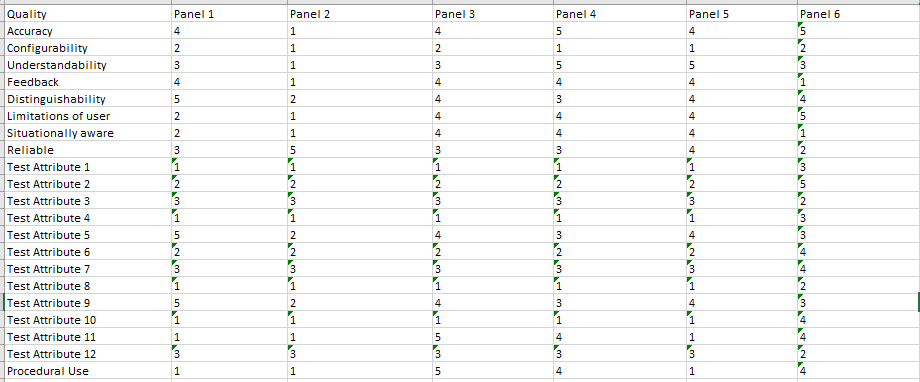 Quality Panel 1 Panel 2 Panel 3 Panel 4 Panel 5 Panel 6
Accuracy 4 1 4 5 4 5
Configurability 2 1 2 1 1 2
Understandability 3 1 3 5 5 3
Feedback 4 1 4 4 4 1
Distinguishability 5 2 4 3 4 4
Limitations of user 2 1 4 4 4 5
Situationally aware 2 1 4 4 4 1
Reliable 3 5 3 3 4 2
Test Attribute 1 1 1 1 1 1 3
Test Attribute 2 2 2 2 2 2 5
Test Attribute 3 3 3 3 3 3 2
Test Attribute 4 1 1 1 1 1 3
Test Attribute 5 5 2 4 3 4 3
Test Attribute 6 2 2 2 2 2 4
Test Attribute 7 3 3 3 3 3 4
Test Attribute 8 1 1 1 1 1 2
Test Attribute 9 5 2 4 3 4 3
Test Attribute 10 1 1 1 1 1 4
Test Attribute 11 1 1 5 4 1 4
Test Attribute 12 3 3 3 3 3 2
Procedural Use 1 1 5 4 1 4